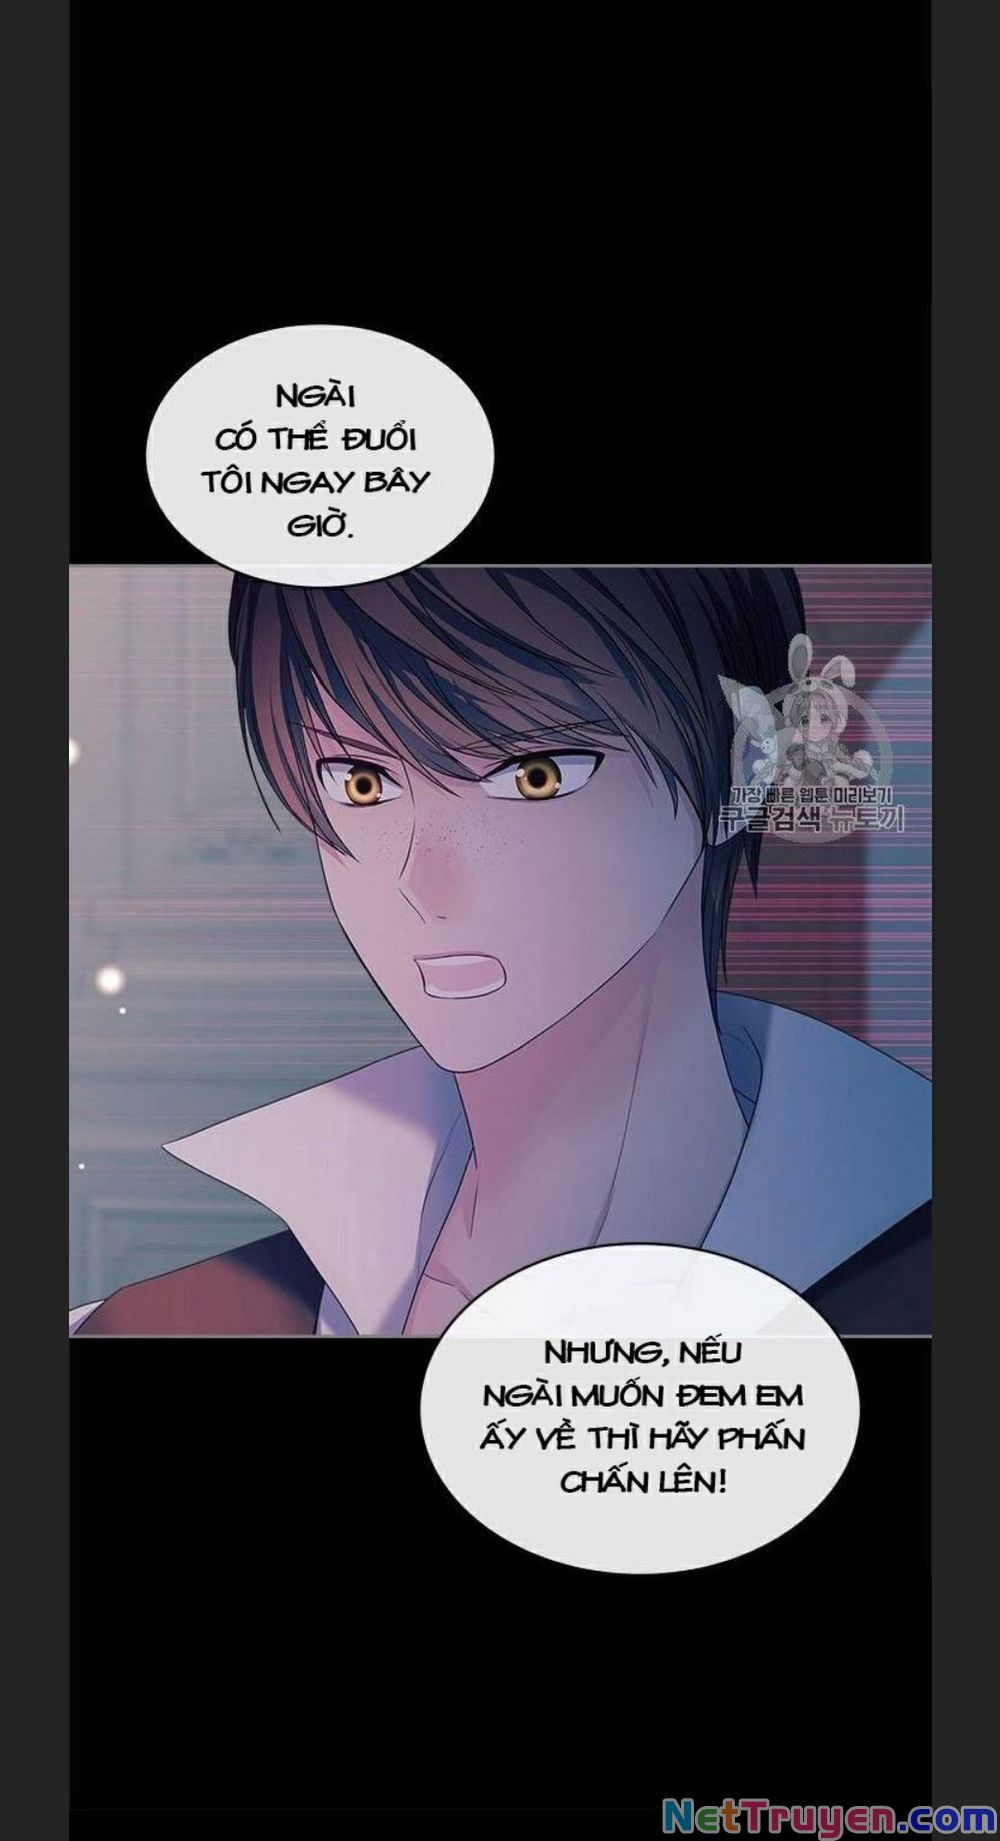 NGÀI
CÓ THỂ ĐUỔI
TÔI NGAY BÂY
GIỜ.
가장 빠른 웹툰 미리보기
구글검색 뉴토끼
NHƯNG, NẾU
NGÀI MUỐN ĐEM EM
ẤY VỀ THÌ HÃY PHẤN
CHẤN LÊN!
NetTruyen.com